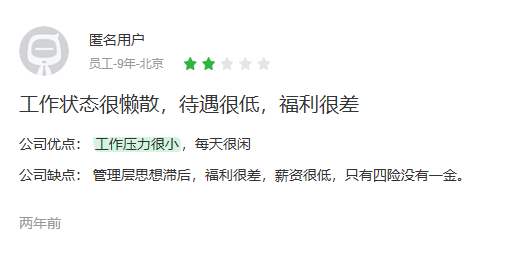 匿名用户
员工-9年-北京
工作状态很懒散，待遇很低，福利很差
公司优点： 工作压力很小，每天很闲
公司缺点： 管理层思想滞后，福利很差，薪资很低，只有四险没有一金。
两年前